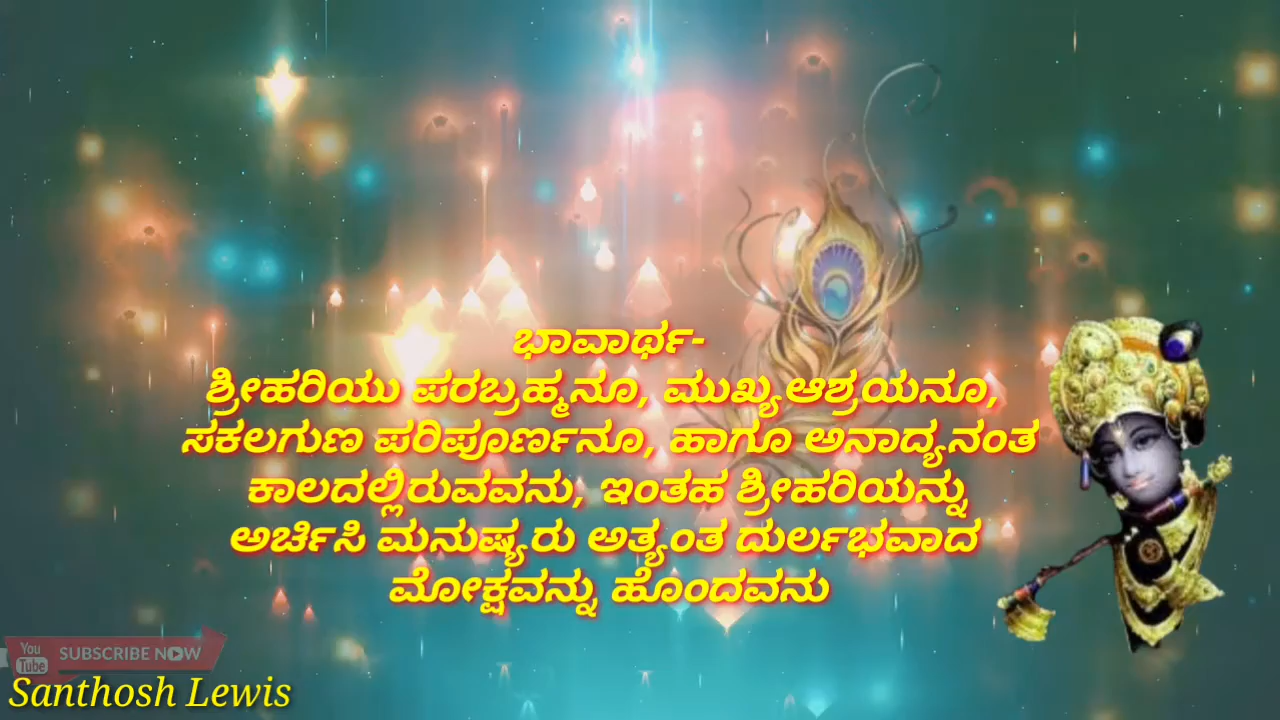 ಭಾವಾರ್ಥ-
ಶ್ರೀಹರಿಯು ಪರಬ್ರಹ್ಮನೂ, ಮುಖ್ಯಆಶ್ರಯನೂ,
ಸಕಲಗುಣ ಪರಿಪೂರ್ಣನೂ, ಹಾಗೂ ಅನಾದ್ಯನಂತ
ಕಾಲದಲ್ಲಿರುವವನು, ಇಂತಹ ಶ್ರೀಹರಿಯನ್ನು
ಅರ್ಚಿಸಿ ಮನುಷ್ಯರು ಅತ್ಯಂತ ದುರ್ಲಭವಾದ
ಮೋಕ್ಷವನ್ನು ಹೊಂದವನು
You
Tube SUBSCRIBE NOW
Santhosh Lewis